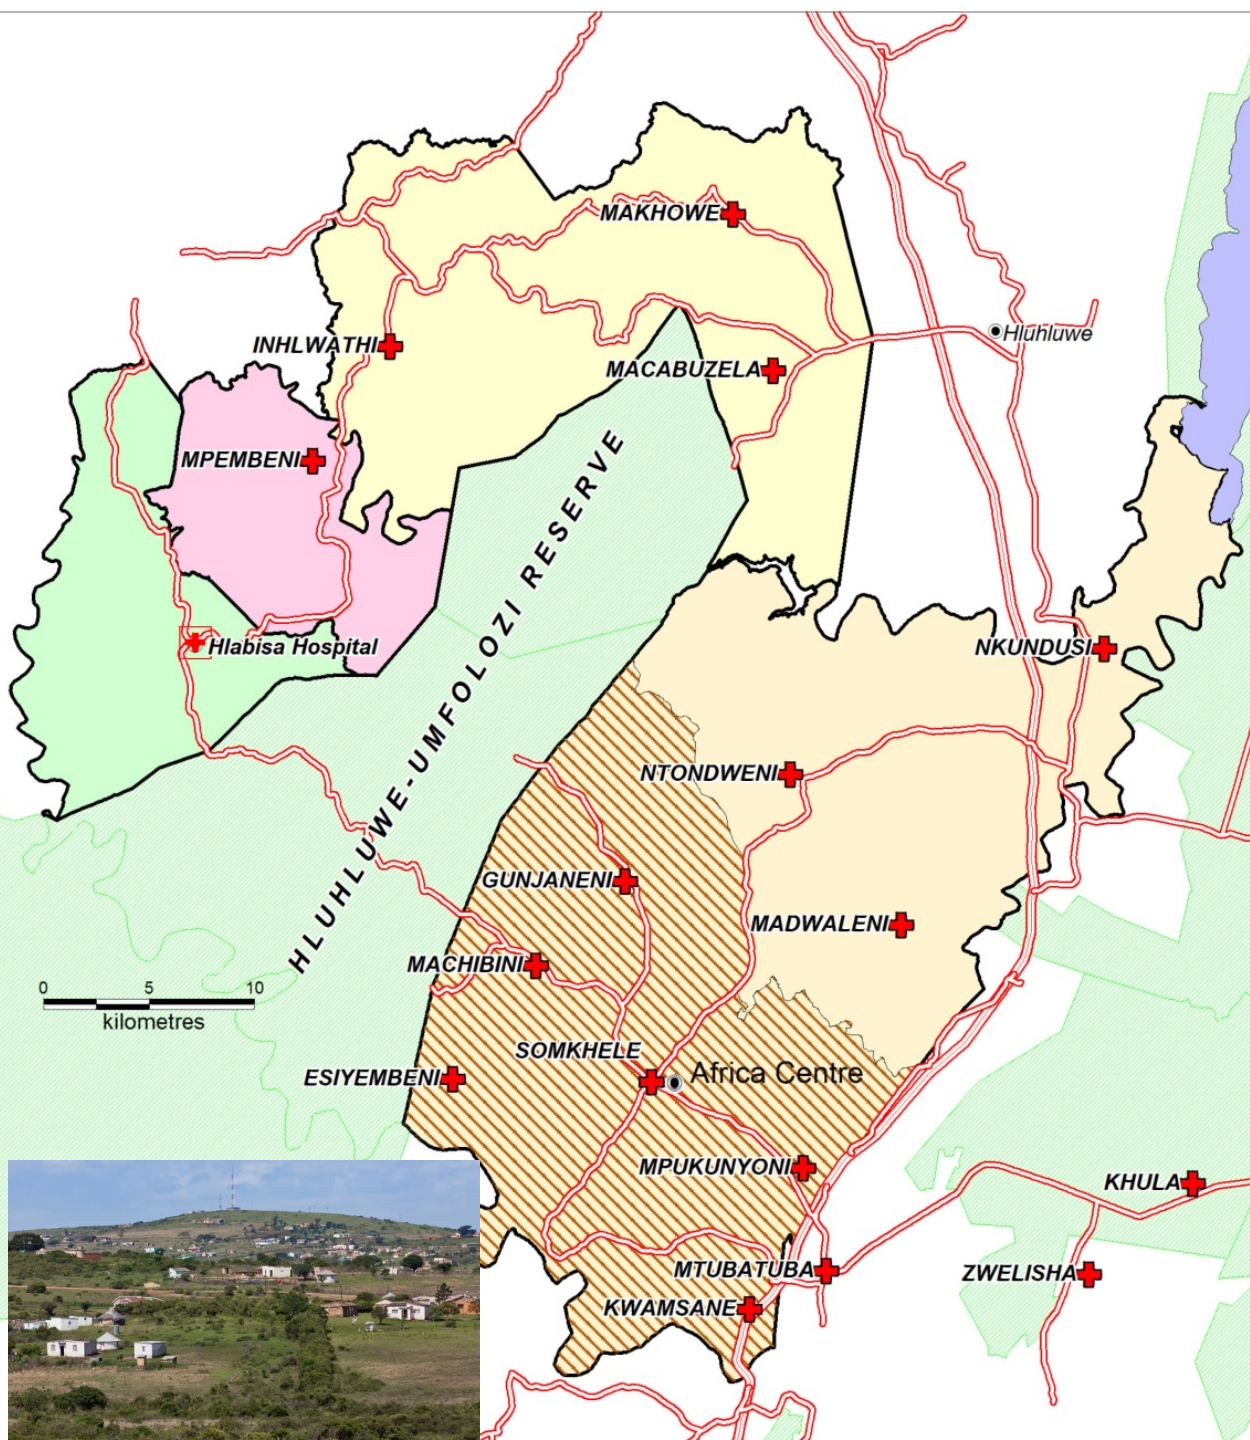 MAKHOWE
Hluhluwe
INHLWATHI
MACABUZELA
MPEMBENI
HLUHLUWE-UMFOLOZI RESERVE
Hlabisa Hospital
NKUNDUSI
NTONDWENI
GUNJANENI
MADWALENI
MACHIBINI
0 5 10
kilometres
SOMKHELE
Africa Centre
ESIYEMBENI
MPUKUNYONI
KHULA
MTUBATUBA
ZWELISHA
KWAMSANE